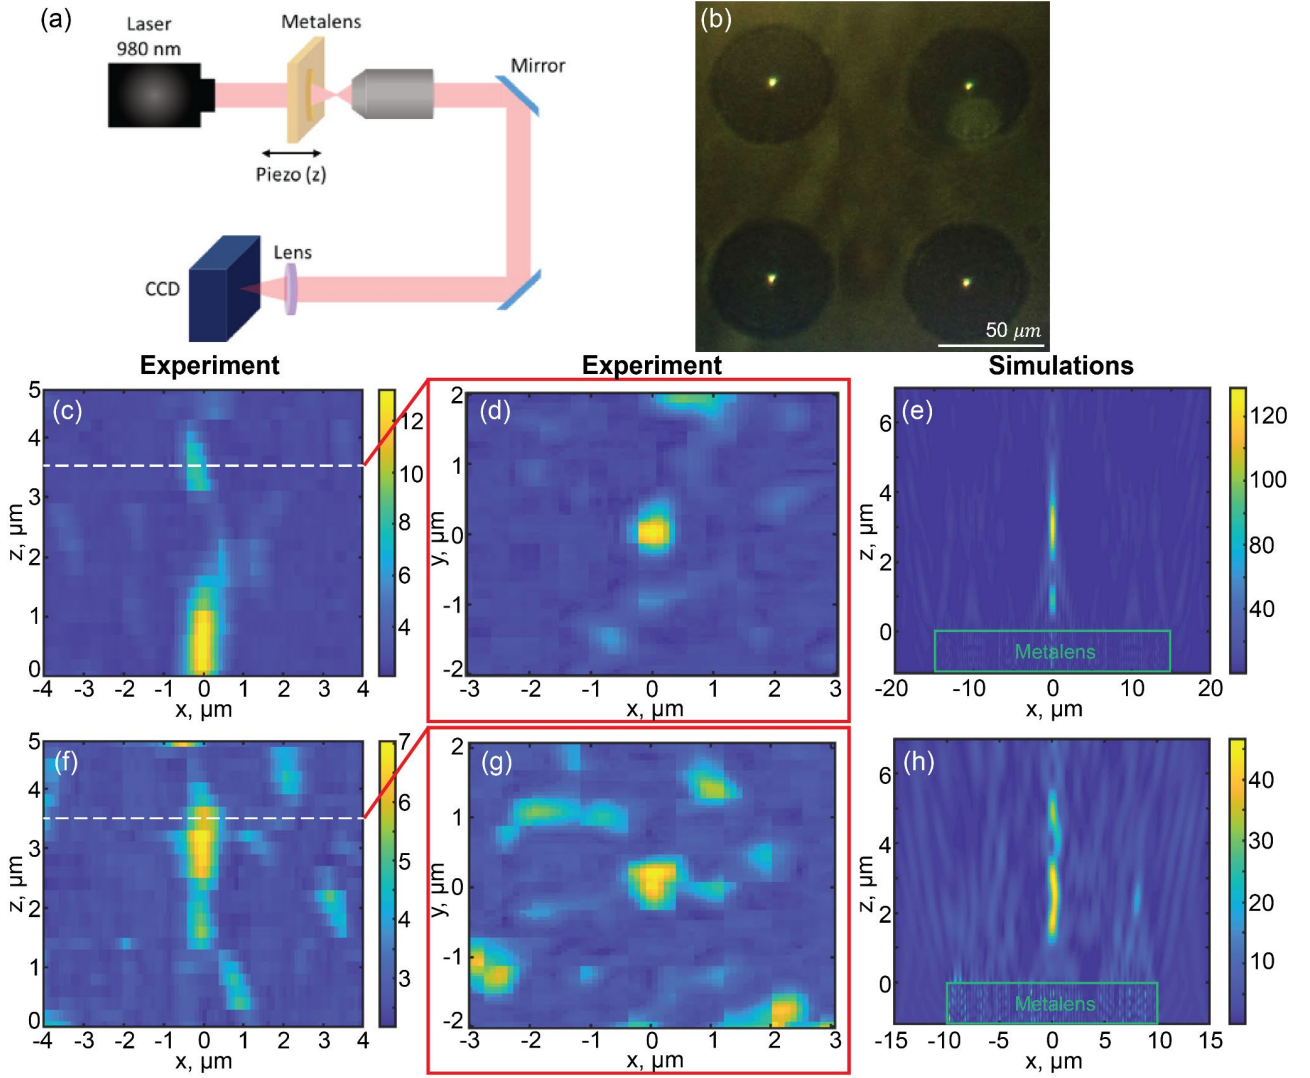 (a)
Laser
980 nm
Metalens
Mirror
Piezo (z)
Lens
CCD
(b)
50 μm
Experiment
Experiment
Simulations
(c)
5
4
3
2
1
0
z, μm
-4 -3 -2 -1 0 1 2 3 4
x, μm
12
10
8
6
4
(d)
2
1
0
-1
-2
y, μm
-3 -2 -1 0 1 2 3
x, μm
(e)
6
4
2
0
z, μm
Metalens
-20 -10 0 10 20
x, μm
120
100
80
60
40
(f)
5
4
3
2
1
0
z, μm
-4 -3 -2 -1 0 1 2 3 4
x, μm
7
6
5
4
3
(g)
2
1
0
-1
-2
y, μm
-3 -2 -1 0 1 2 3
x, μm
(h)
6
4
2
0
z, μm
Metalens
-15 -10 -5 0 5 10 15
x, μm
40
30
20
10